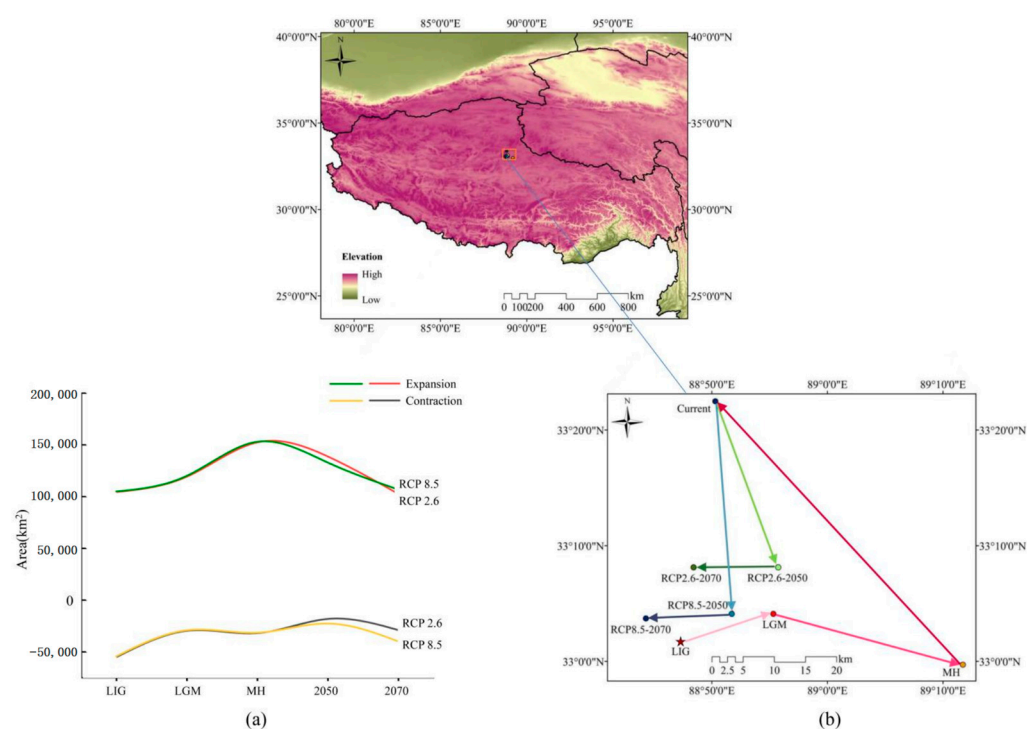 80°0'0"E 85°0'0"E 90°0'0"E 95°0'0"E
40°0'0"N 40°0'0"N
N
35°0'0"N 35°0'0"N
30°0'0"N 30°0'0"N
Elevation
High
Low
km
0 100200 400 600 800
25°0'0"N 25°0'0"N
80°0'0"E 85°0'0"E 90°0'0"E 95°0'0"E
200,000
150,000
100,000
50,000
0
-50,000
Area(km²)
Expansion
Contraction
RCP 8.5
RCP 2.6
RCP 2.6
RCP 8.5
LIG LGM MH 2050 2070
(a)
88°50'0"E 89°0'0"E 89°10'0"E
N
Current
33°20'0"N 33°20'0"N
33°10'0"N 33°10'0"N
RCP2.6-2070 RCP2.6-2050
RCP8.5-2050
RCP8.5-2070 LGM
LIG
33°0'0"N 33°0'0"N
MH
km
0 2.5 5 10 15 20
88°50'0"E 89°0'0"E 89°10'0"E
(b)